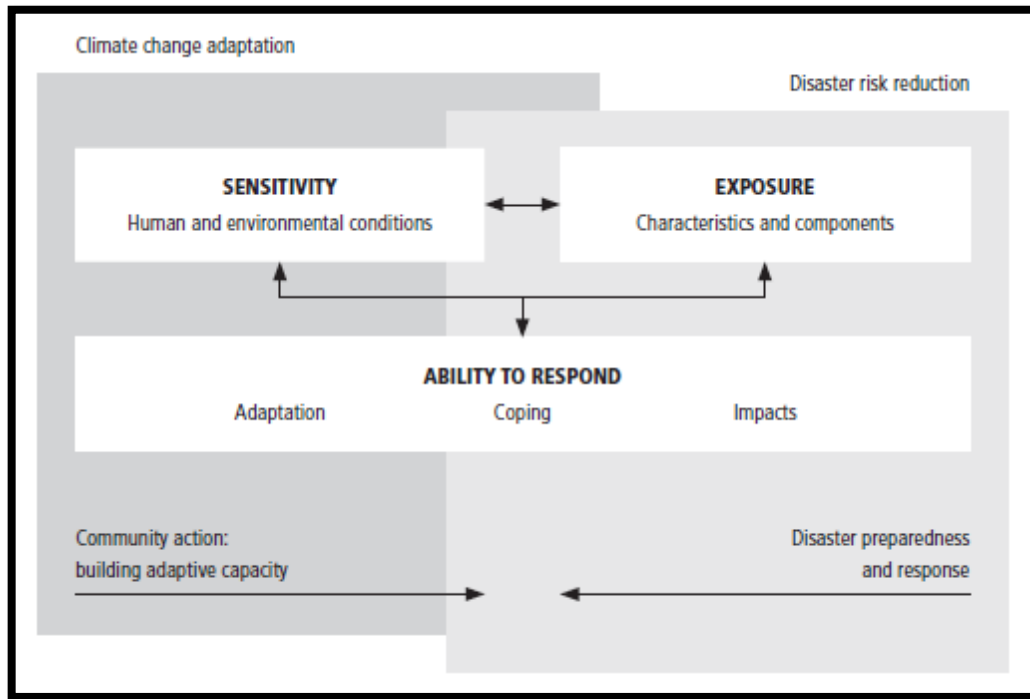 Climate change adaptation
Disaster risk reduction
SENSITIVITY
Human and environmental conditions
EXPOSURE
Characteristics and components
ABILITY TO RESPOND
Adaptation Coping Impacts
Community action:
building adaptive capacity
Disaster preparedness
and response